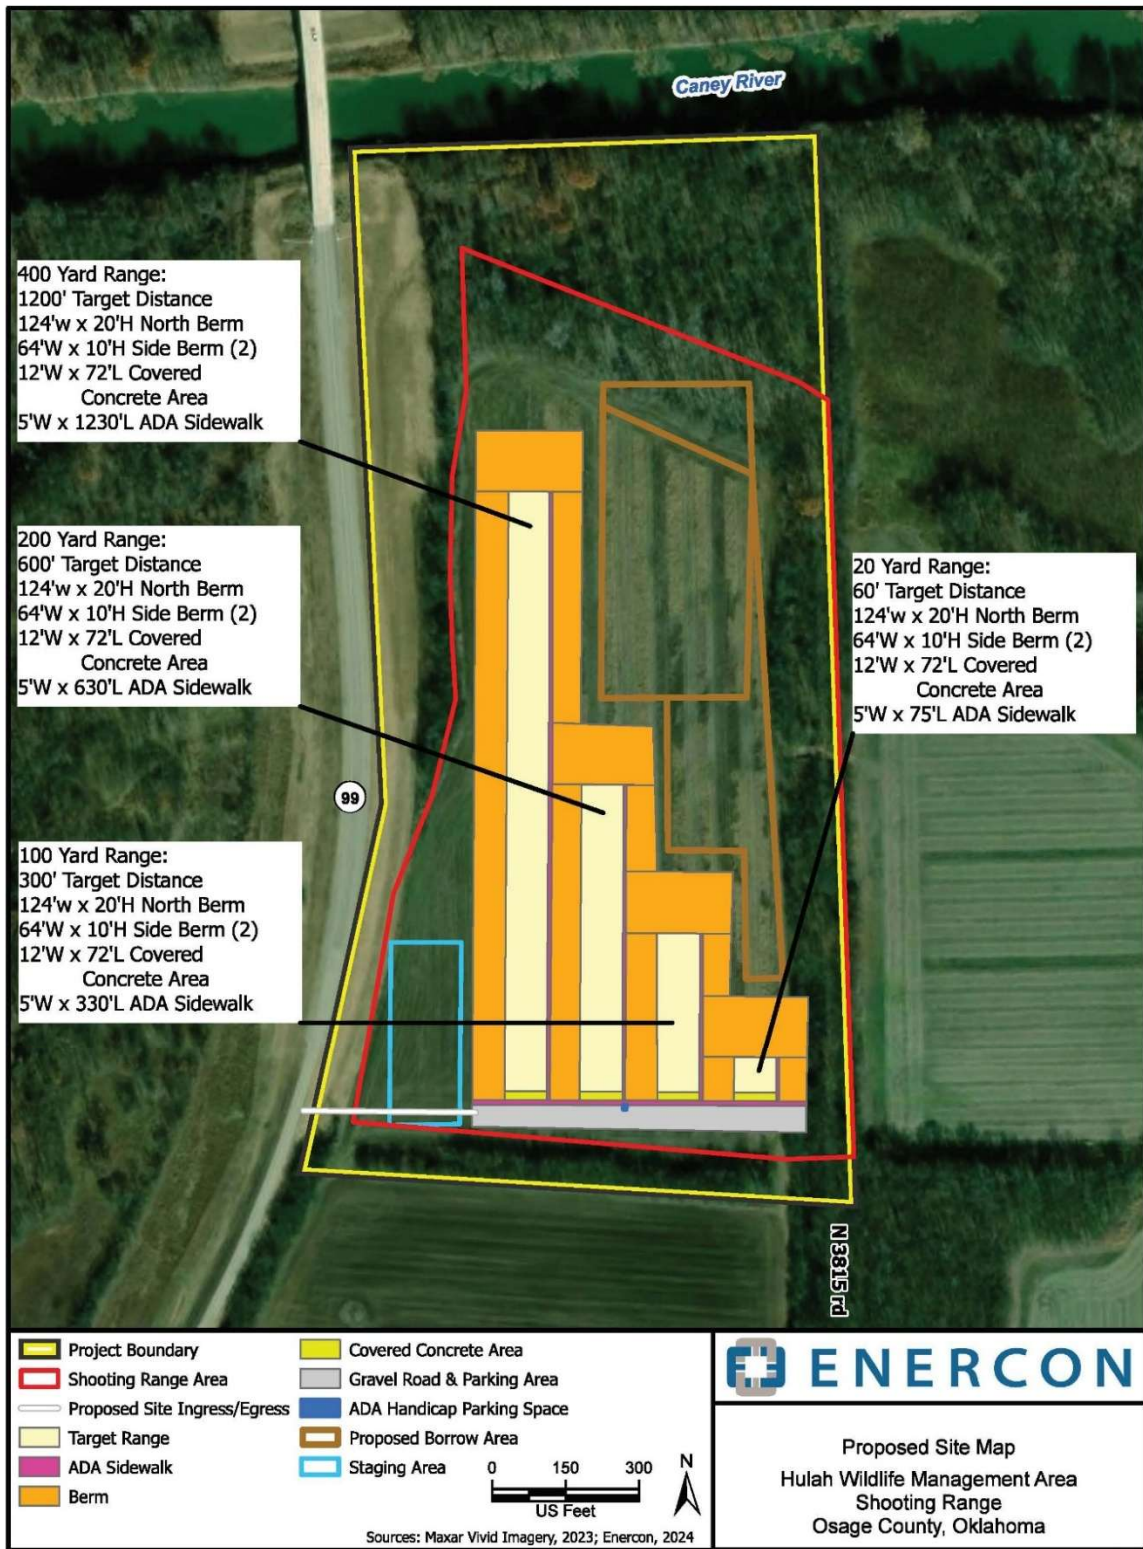 Caney River
400 Yard Range:
1200' Target Distance
124'w x 20'H North Berm
64'W x 10'H Side Berm (2)
12'W x 72'L Covered
Concrete Area
5'W x 1230'L ADA Sidewalk
200 Yard Range:
600' Target Distance
124'w x 20'H North Berm
64'W x 10'H Side Berm (2)
12'W x 72'L Covered
Concrete Area
5'W x 630'L ADA Sidewalk
20 Yard Range:
60' Target Distance
124'w x 20'H North Berm
64'W x 10'H Side Berm (2)
12'W x 72'L Covered
Concrete Area
5'W x 75'L ADA Sidewalk
99
100 Yard Range:
300' Target Distance
124'w x 20'H North Berm
64'W x 10'H Side Berm (2)
12'W x 72'L Covered
Concrete Area
5'W x 330'L ADA Sidewalk
N 3815 rd
Project Boundary
Shooting Range Area
Proposed Site Ingress/Egress
Target Range
ADA Sidewalk
Berm
Covered Concrete Area
Gravel Road & Parking Area
ADA Handicap Parking Space
Proposed Borrow Area
Staging Area
0 150 300
US Feet
N
Sources: Maxar Vivid Imagery, 2023; Enercon, 2024
ENERCON
Proposed Site Map
Hulah Wildlife Management Area
Shooting Range
Osage County, Oklahoma